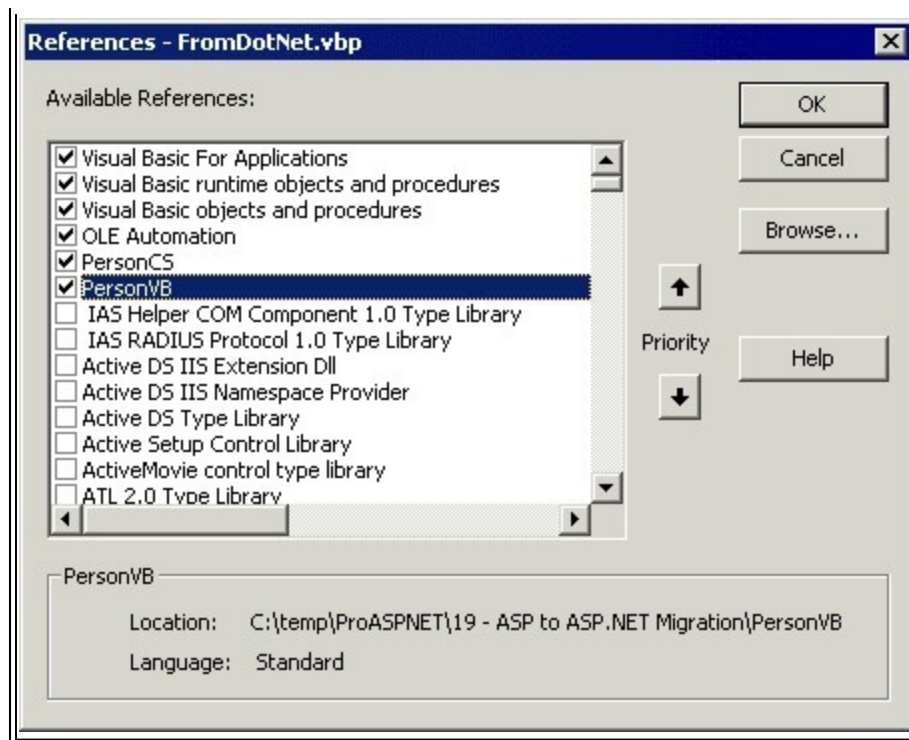 References - FromDotNet.vbp
Available References:
OK
Cancel
Browse...
Help
Visual Basic For Applications
Visual Basic runtime objects and procedures
Visual Basic objects and procedures
OLE Automation
PersonCS
PersonVB
IAS Helper COM Component 1.0 Type Library
IAS RADIUS Protocol 1.0 Type Library
Active DS IIS Extension Dll
Active DS IIS Namespace Provider
Active DS Type Library
Active Setup Control Library
ActiveMovie control type library
ATL 2.0 Type Library
Priority
PersonVB
Location: C:\temp\ProASPNET\19 - ASP to ASP.NET Migration\PersonVB
Language: Standard